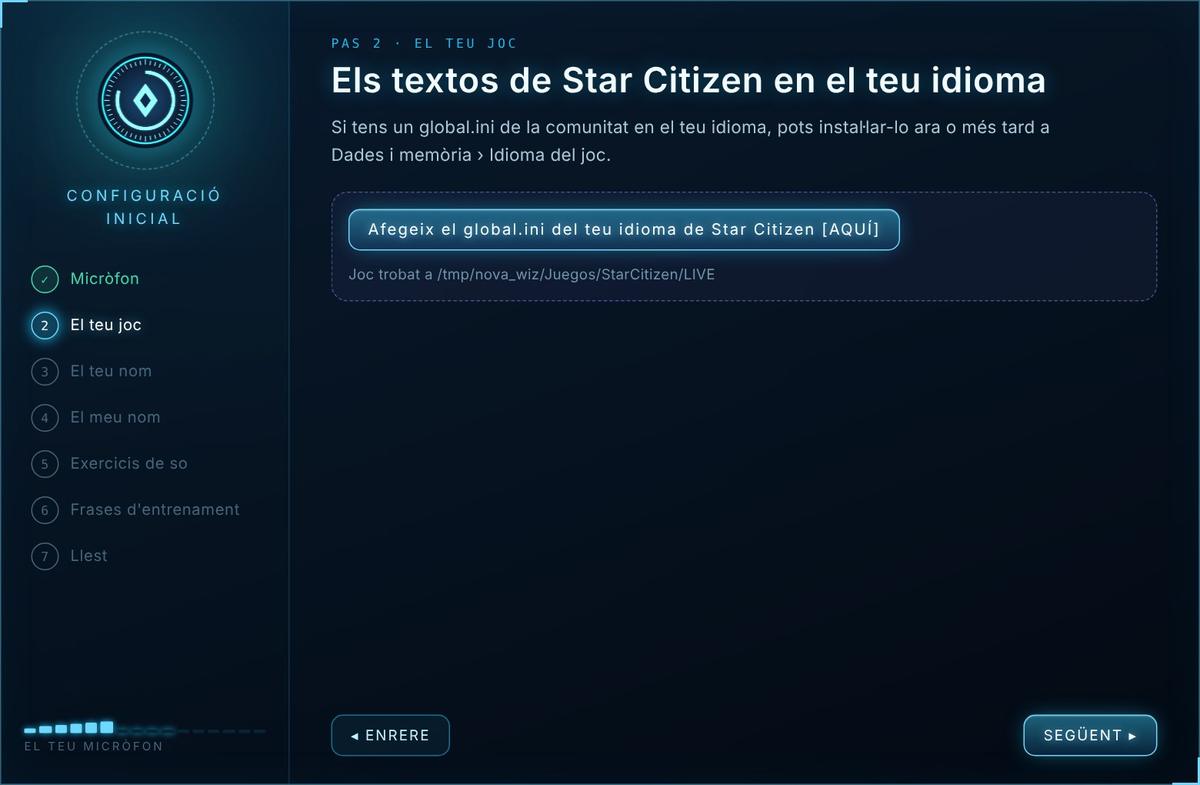 CONFIGURACIÓ
INICIAL
✓ Micròfon
2 El teu joc
3 El teu nom
4 El meu nom
5 Exercicis de so
6 Frases d'entrenament
7 Llest
EL TEU MICRÒFON
PAS 2 · EL TEU JOC
Els textos de Star Citizen en el teu idioma
Si tens un global.ini de la comunitat en el teu idioma, pots instal·lar-lo ara o més tard a
Dades i memòria › Idioma del joc.
Afegeix el global.ini del teu idioma de Star Citizen [AQUÍ]
Joc trobat a /tmp/nova_wiz/Juegos/StarCitizen/LIVE
◂ ENRERE
SEGÜENT ▸